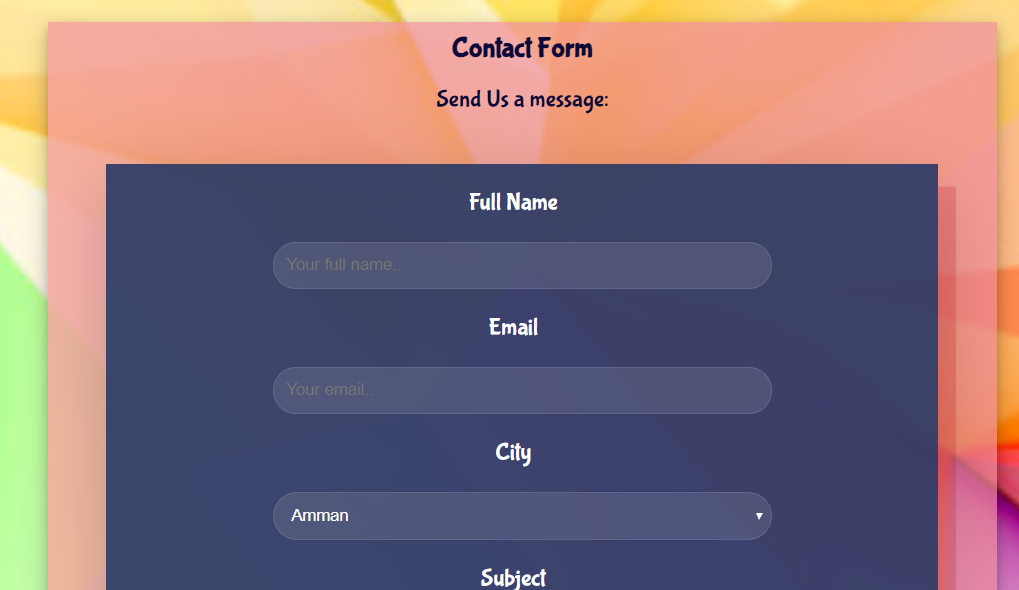 Contact Form
Send Us a message:
Full Name
Your full name..
Email
Your email..
City
Amman
Subject